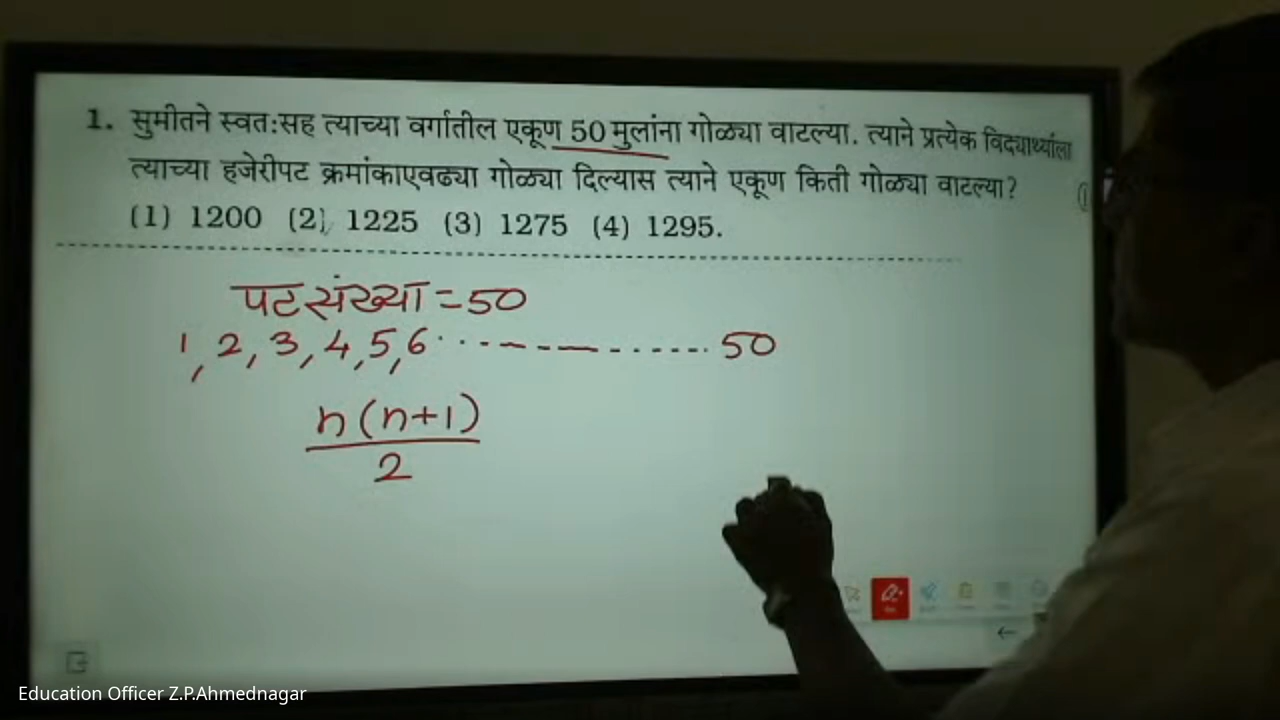 1. सुमीतने स्वत:सह त्याच्या वर्गातील एकूण 50 मुलांना गोळ्या वाटल्या. त्याने प्रत्येक विद्यार्थ्याला
त्याच्या हजेरीपट क्रमांकाएवढ्या गोळ्या दिल्यास त्याने एकूण किती गोळ्या वाटल्या?
(1) 1200 (2) 1225 (3) 1275 (4) 1295.
पटसंख्या = 50
1, 2, 3, 4, 5, 6 ............ 50
n(n+1)
2
Education Officer Z.P.Ahmednagar